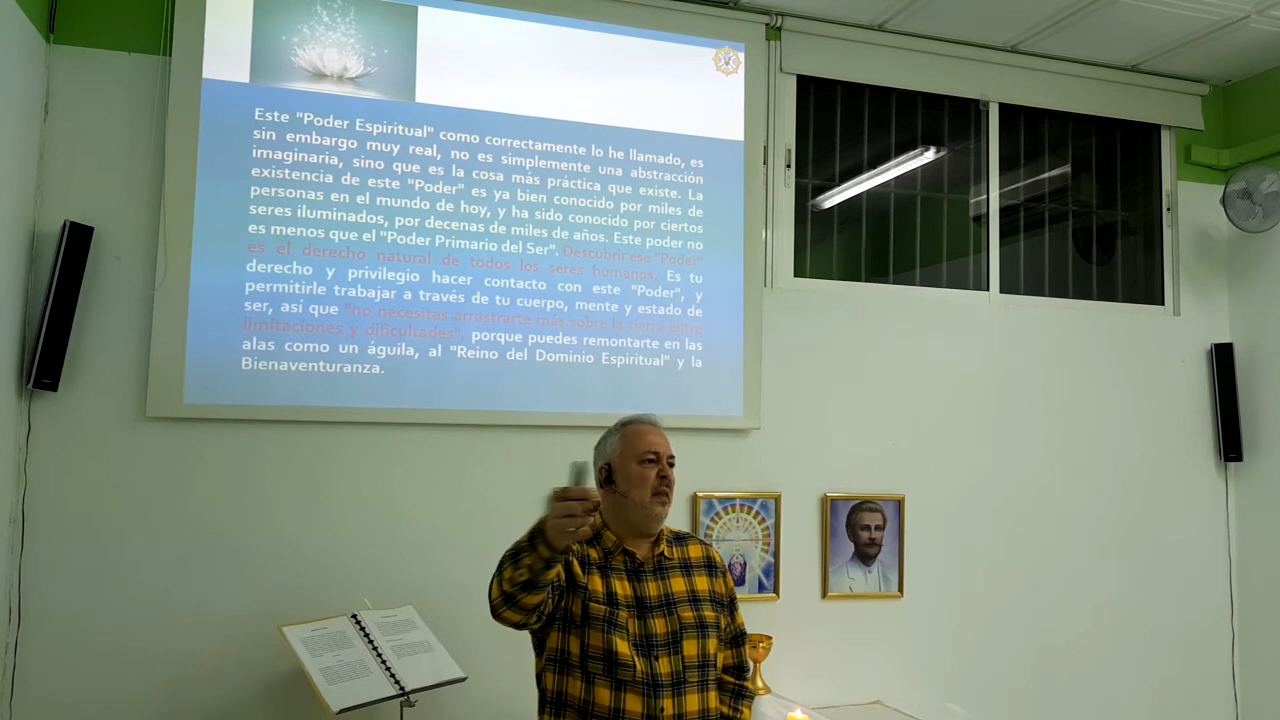 Este "Poder Espiritual" como correctamente lo he llamado, es
sin embargo muy real, no es simplemente una abstracción
imaginaria, sino que es la cosa más práctica que existe. La
existencia de este "Poder" es ya bien conocido por miles de
personas en el mundo de hoy, y ha sido conocido por ciertos
seres iluminados, por decenas de miles de años. Este poder no
es menos que el "Poder Primario del Ser". Descubrir ese "Poder"
es el derecho natural de todos los seres humanos. Es tu
derecho y privilegio hacer contacto con este "Poder", y
permitirle trabajar a través de tu cuerpo, mente y estado de
ser, así que "no necesitas arrastrarte más sobre la tierra entre
limitaciones y dificultades", porque puedes remontarte en las
alas como un águila, al "Reino del Dominio Espiritual" y la
Bienaventuranza.